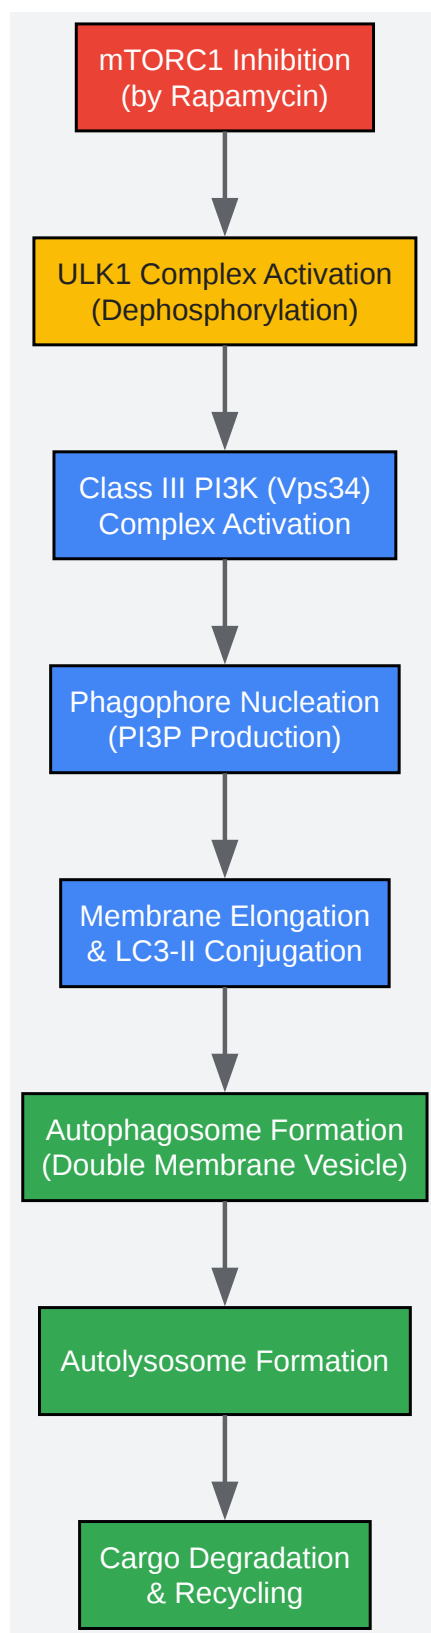 mTORC1 Inhibition
(by Rapamycin)
ULK1 Complex Activation
(Dephosphorylation)
Class III PI3K (Vps34)
Complex Activation
Phagophore Nucleation
(PI3P Production)
Membrane Elongation
& LC3-II Conjugation
Autophagosome Formation
(Double Membrane Vesicle)
Autolysosome Formation
Cargo Degradation
& Recycling